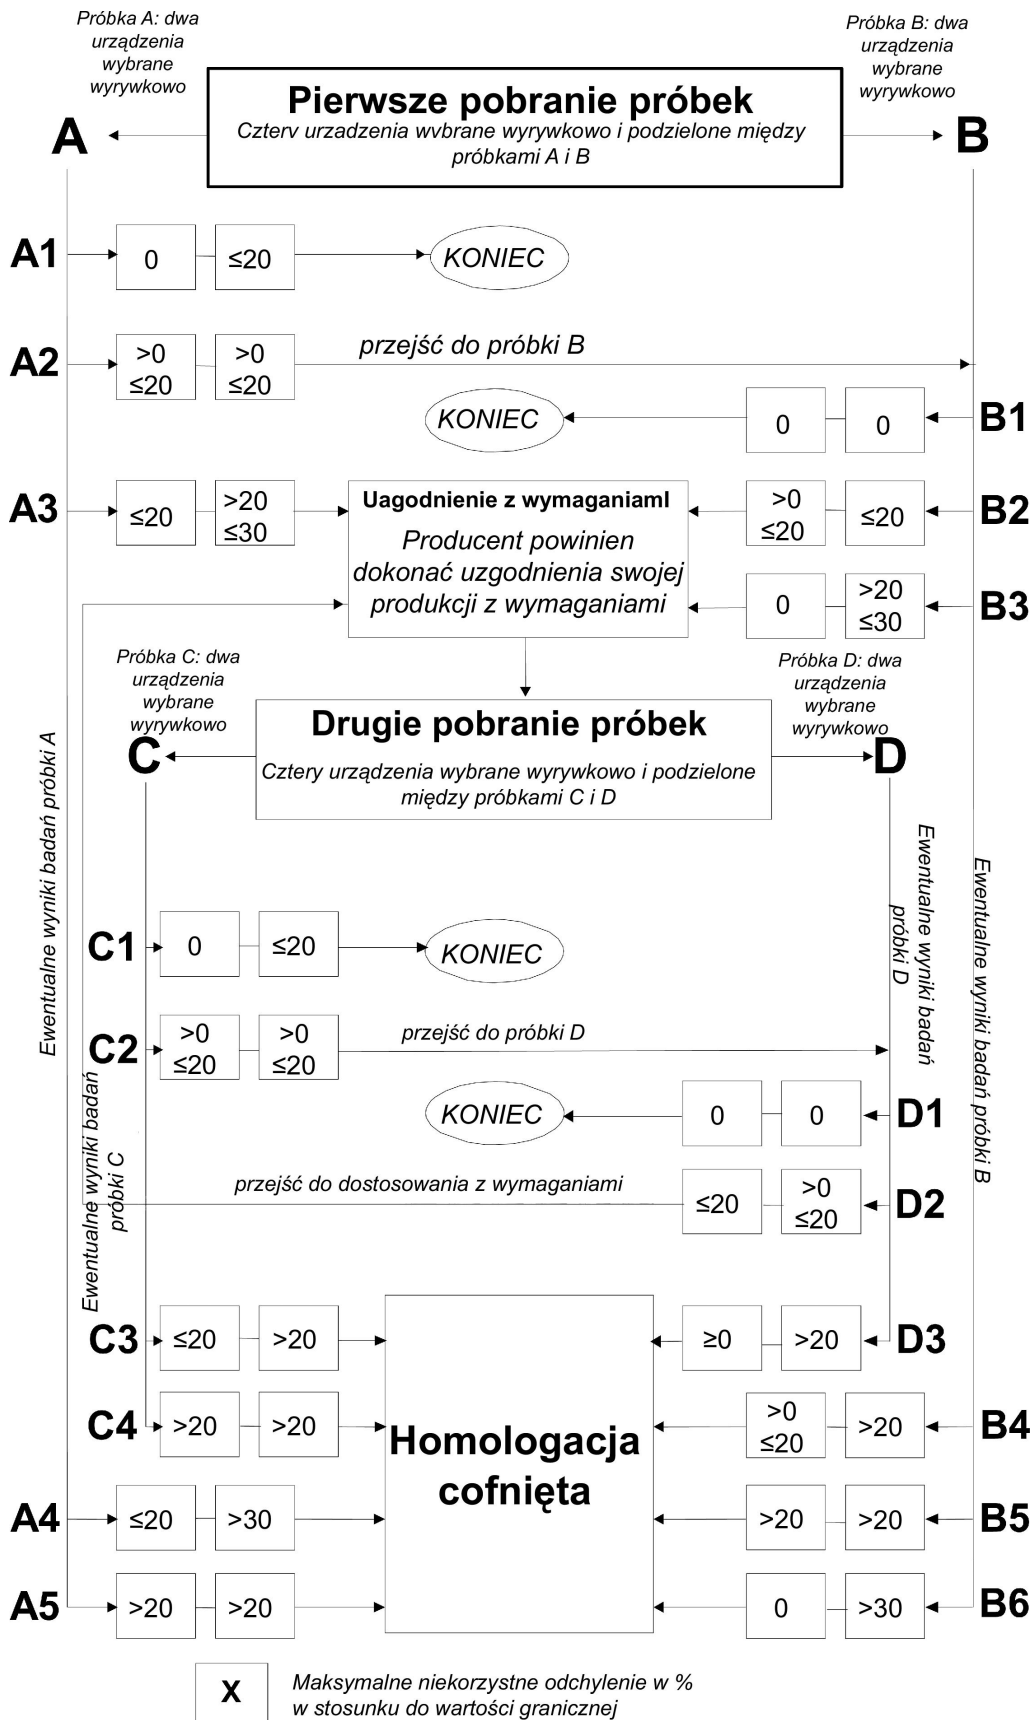 Próbka A: dwa
urządzenia
wybrane
wyrywkowo
Próbka B: dwa
urządzenia
wybrane
wyrywkowo
Pierwsze pobranie próbek
Czterv urzadzenia wvbrane wyrywkowo i podzielone między
próbkami A i B
A
B
A1
0
≤20
KONIEC
A2
>0
≤20
>0
≤20
przejść do próbki B
KONIEC
0
0
B1
A3
≤20
>20
≤30
Uagodnienie z wymaganiamI
Producent powinien
dokonać uzgodnienia swojej
produkcji z wymaganiami
>0
≤20
≤20
B2
0
>20
≤30
B3
Próbka C: dwa
urządzenia
wybrane
wyrywkowo
Próbka D: dwa
urządzenia
wybrane
wyrywkowo
Drugie pobranie próbek
Cztery urządzenia wybrane wyrywkowo i podzielone
między próbkami C i D
C
D
Ewentualne wyniki badań próbki A
Ewentualne wyniki badań
próbki D
Ewentualne wyniki badań próbki B
C1
0
≤20
KONIEC
C2
>0
≤20
>0
≤20
przejść do próbki D
Ewentualne wyniki badań
próbki C
KONIEC
0
0
D1
przejść do dostosowania z wymaganiami
≤20
>0
≤20
D2
C3
≤20
>20
≥0
>20
D3
C4
>20
>20
Homologacja
cofnięta
>0
≤20
>20
B4
A4
≤20
>30
>20
>20
B5
A5
>20
>20
0
>30
B6
X
Maksymalne niekorzystne odchylenie w %
w stosunku do wartości granicznej